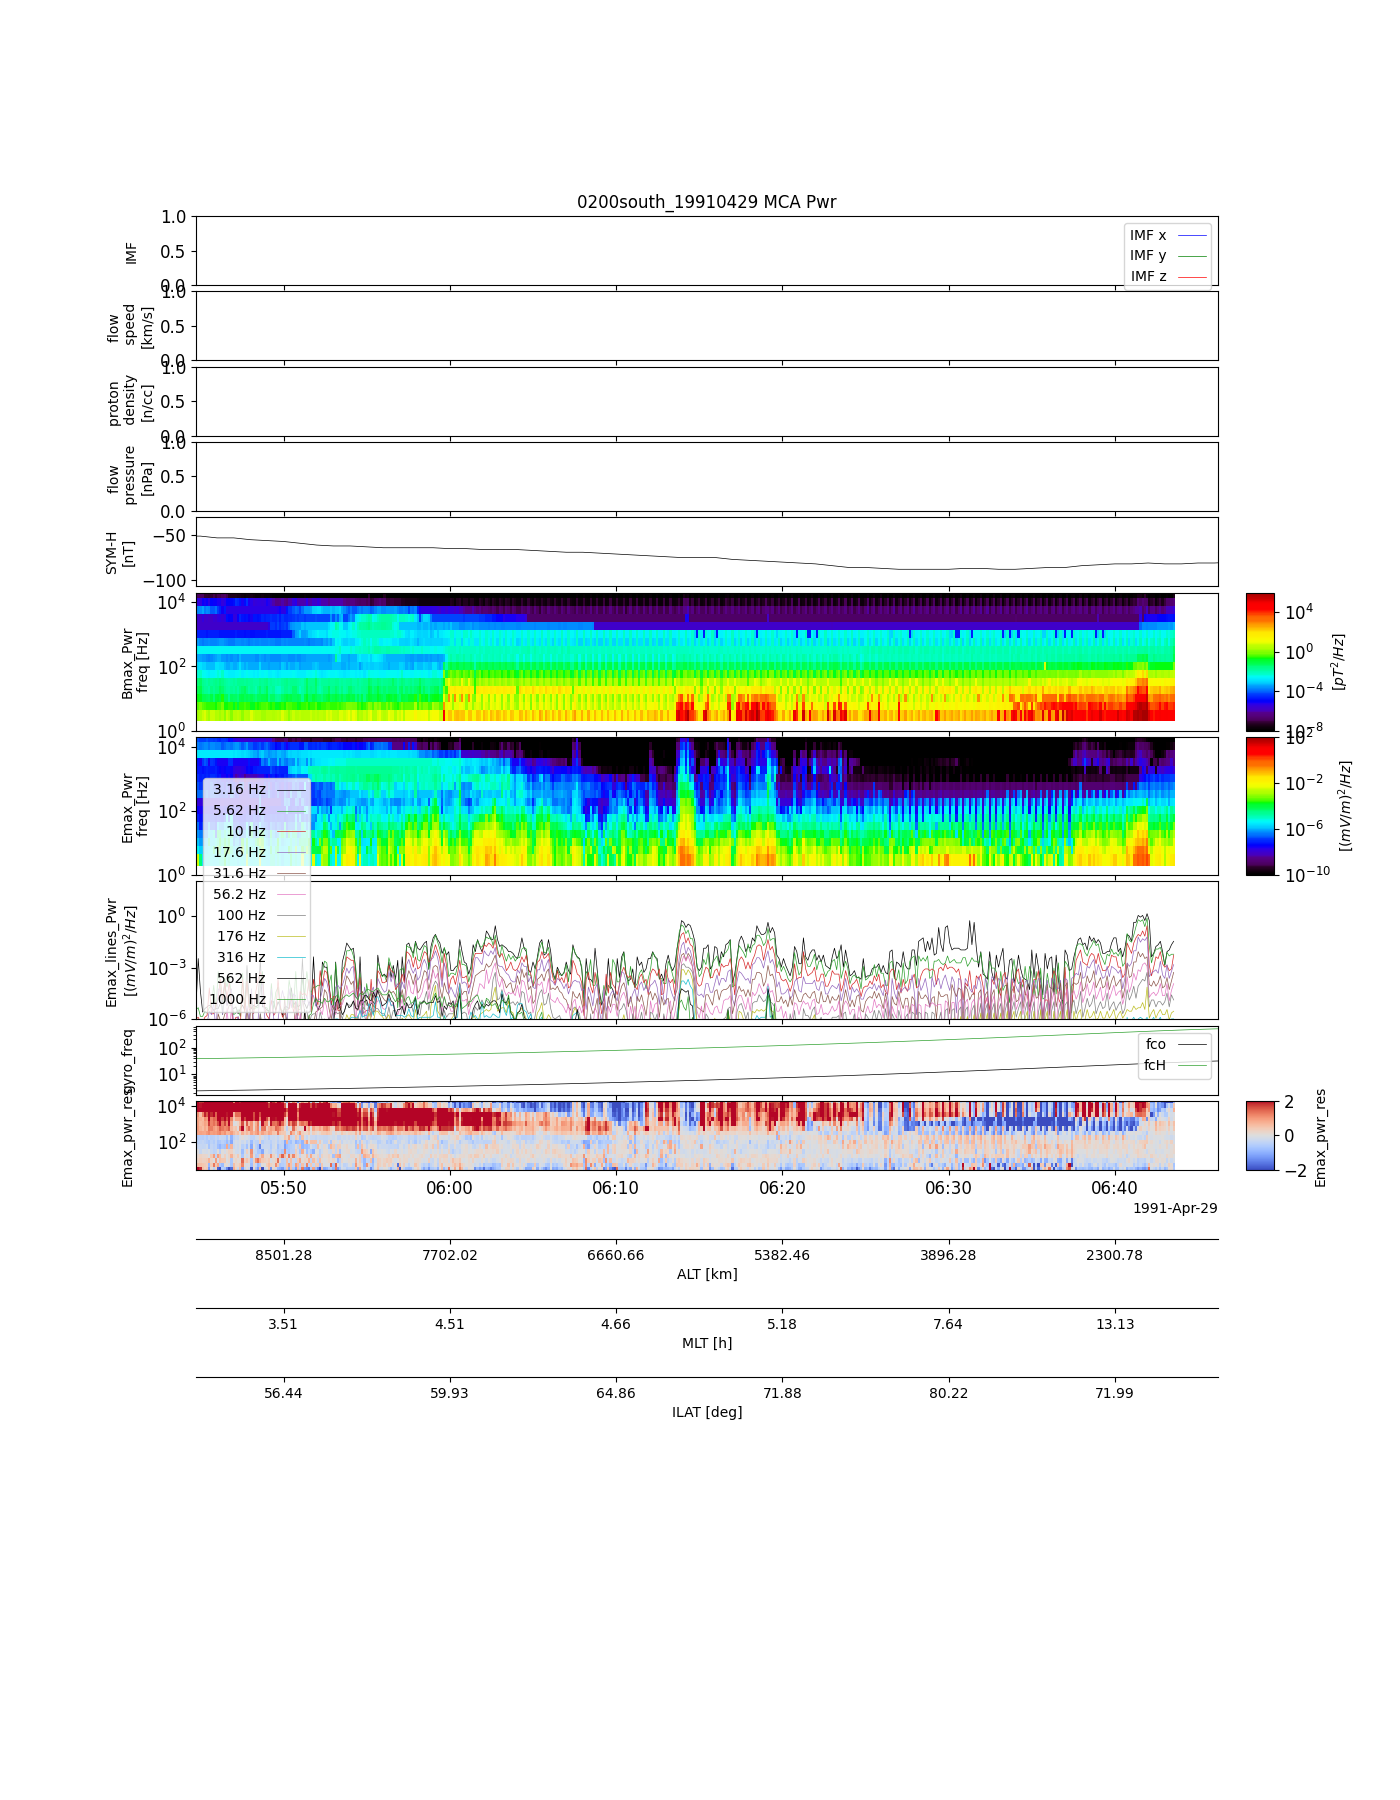 0200south_19910429 MCA Pwr
IMF
1.0
0.5
0.0
IMF x
IMF y
IMF z
flow
speed
[km/s]
1.0
0.5
0.0
proton
density
[n/cc]
1.0
0.5
0.0
flow
pressure
[nPa]
1.0
0.5
0.0
SYM-H
[nT]
−50
−100
Bmax_Pwr
freq [Hz]
10^4
10^2
10^0
10^4
10^0
10^−4
10^−8
[pT^2/Hz]
Emax_Pwr
freq [Hz]
10^4
10^2
10^0
10^2
10^−2
10^−6
10^−10
[(mV/m)^2/Hz]
3.16 Hz
5.62 Hz
10 Hz
17.6 Hz
31.6 Hz
56.2 Hz
100 Hz
176 Hz
316 Hz
562 Hz
1000 Hz
Emax_lines_Pwr
[(mV/m)^2/Hz]
10^0
10^−3
10^−6
gyro_freq
10^2
10^1
fco
fcH
Emax_pwr_res
10^4
10^2
2
0
−2
Emax_pwr_res
05:50 06:00 06:10 06:20 06:30 06:40
1991-Apr-29
8501.28 7702.02 6660.66 5382.46 3896.28 2300.78
ALT [km]
3.51 4.51 4.66 5.18 7.64 13.13
MLT [h]
56.44 59.93 64.86 71.88 80.22 71.99
ILAT [deg]